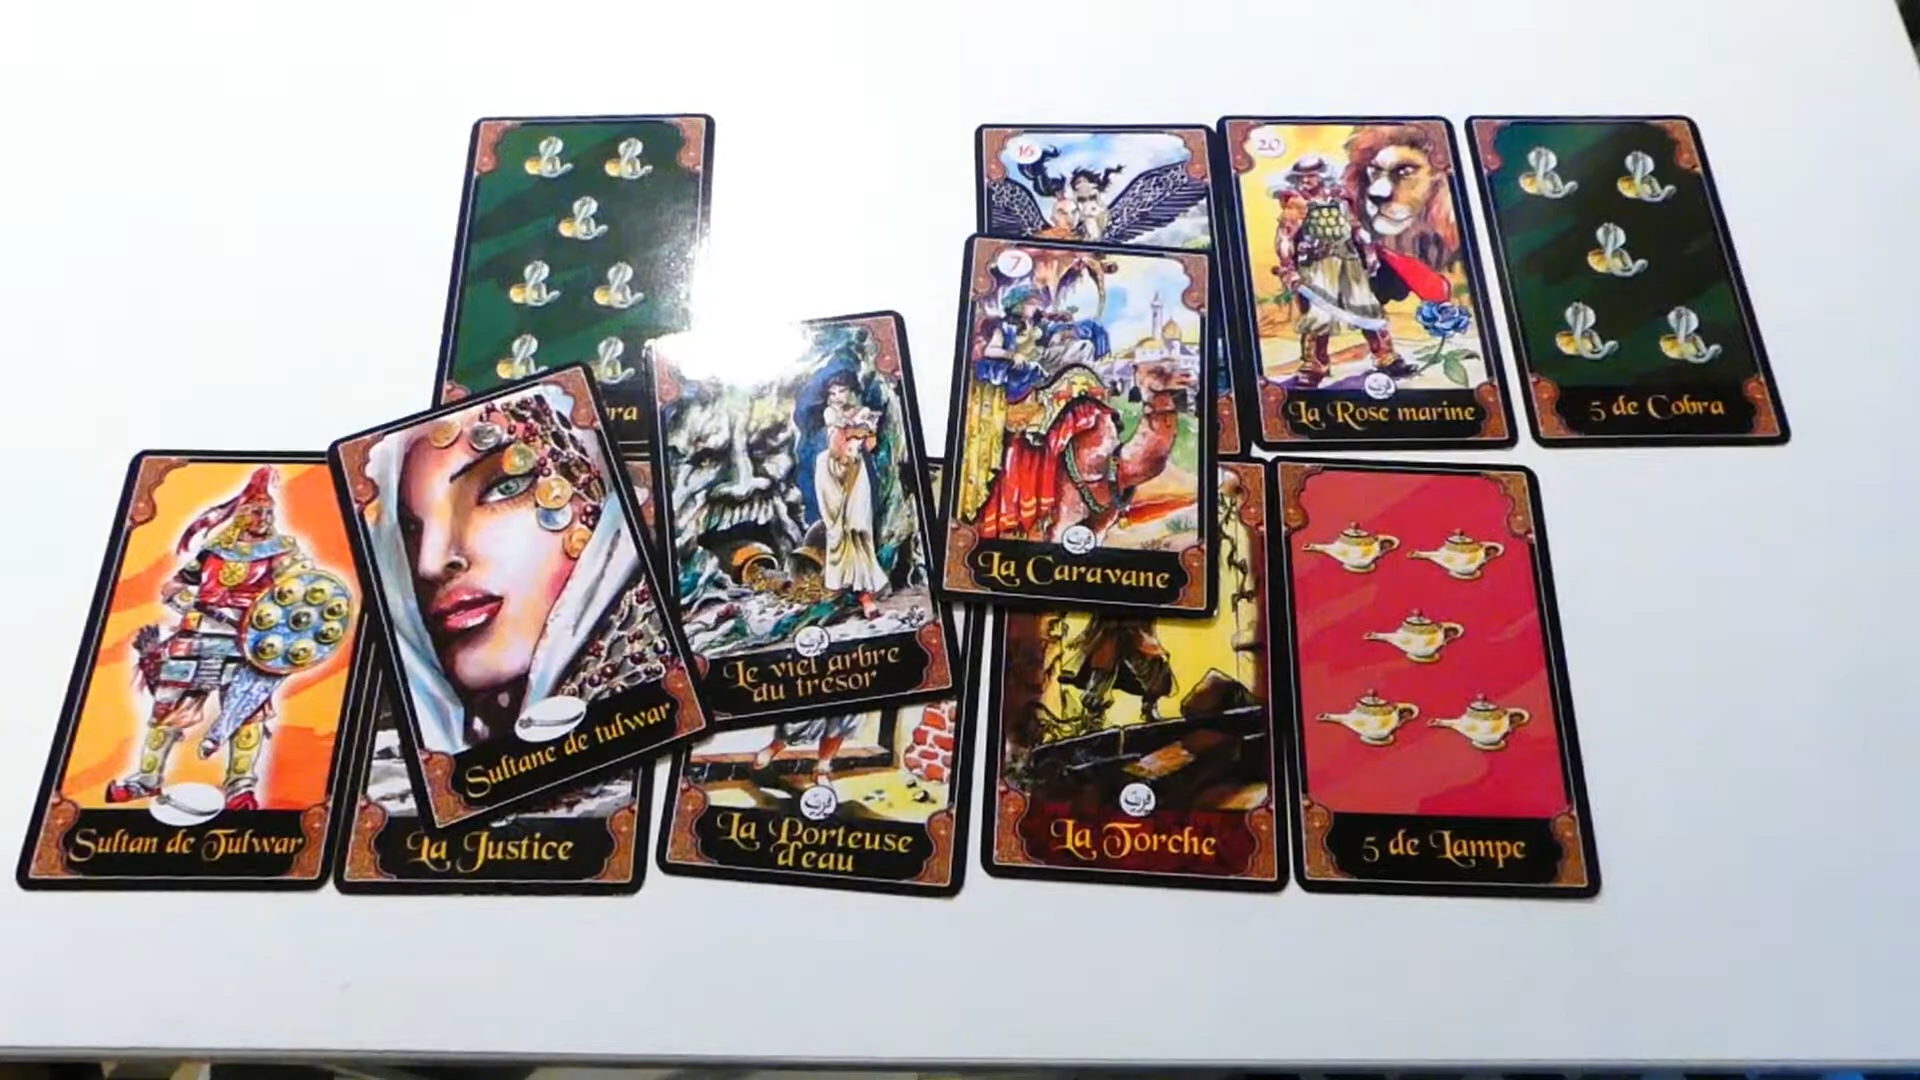 16
20
7
ra
La Rose marine
5 de Cobra
La Caravane
Le viel arbre
du trésor
Sultane de tulwar
Sultan de Tulwar
La Justice
La Porteuse
d'eau
La Torche
5 de Lampe